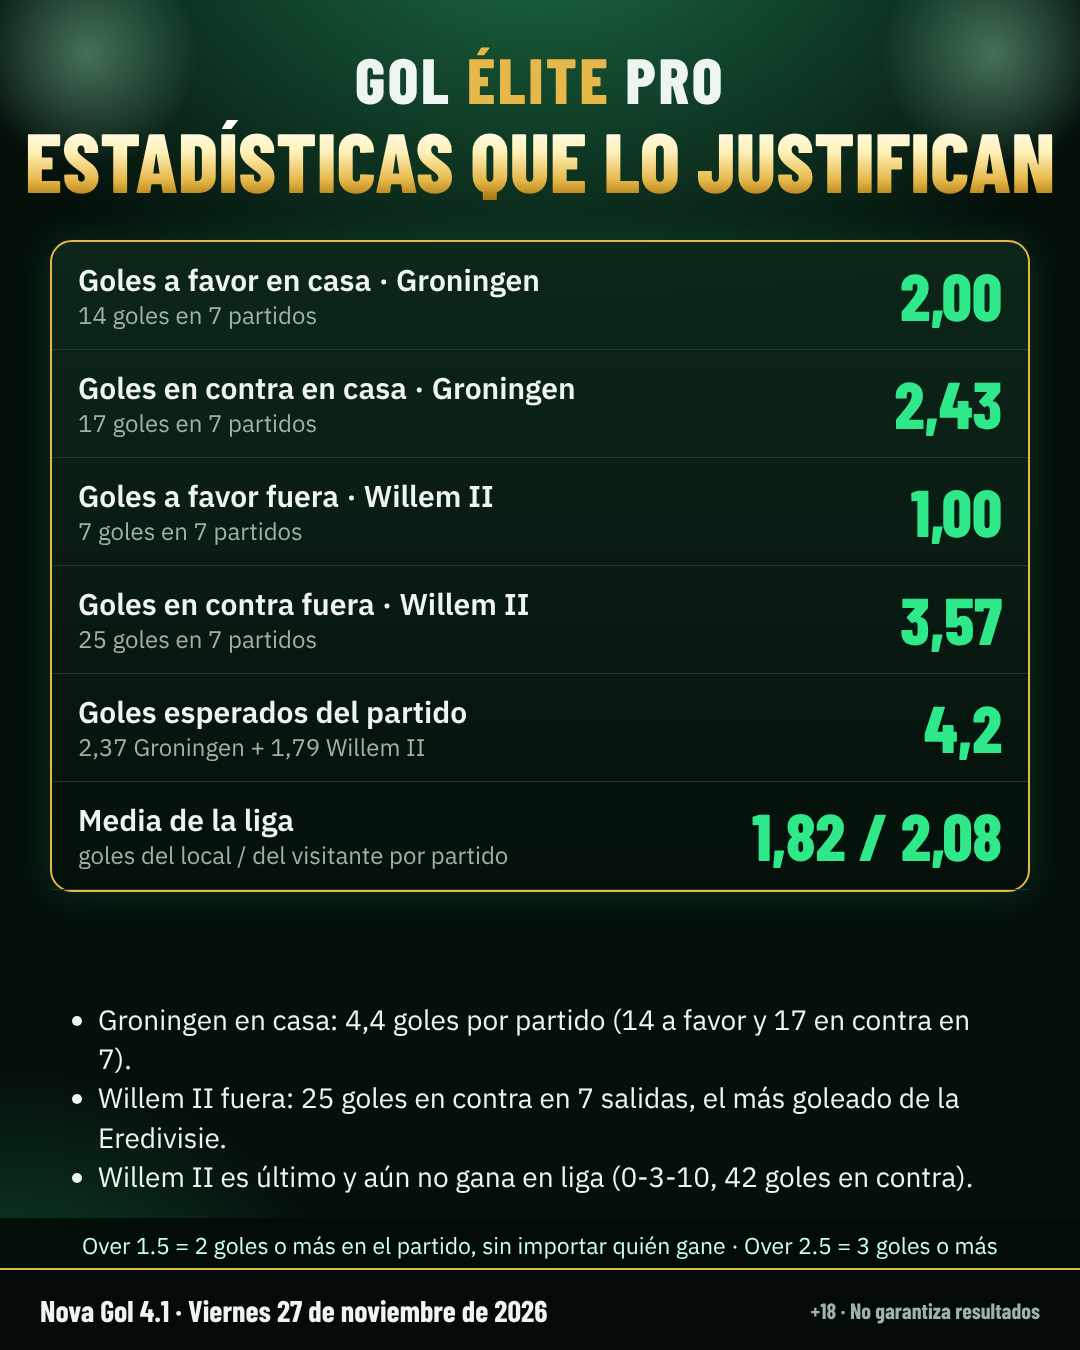 GOL ÉLITE PRO
ESTADÍSTICAS QUE LO JUSTIFICAN
Goles a favor en casa · Groningen
14 goles en 7 partidos
2,00
Goles en contra en casa · Groningen
17 goles en 7 partidos
2,43
Goles a favor fuera · Willem II
7 goles en 7 partidos
1,00
Goles en contra fuera · Willem II
25 goles en 7 partidos
3,57
Goles esperados del partido
2,37 Groningen + 1,79 Willem II
4,2
Media de la liga
goles del local / del visitante por partido
1,82 / 2,08
• Groningen en casa: 4,4 goles por partido (14 a favor y 17 en contra en
7).
• Willem II fuera: 25 goles en contra en 7 salidas, el más goleado de la
Eredivisie.
• Willem II es último y aún no gana en liga (0-3-10, 42 goles en contra).
Over 1.5 = 2 goles o más en el partido, sin importar quién gane · Over 2.5 = 3 goles o más
Nova Gol 4.1 · Viernes 27 de noviembre de 2026
+18 · No garantiza resultados